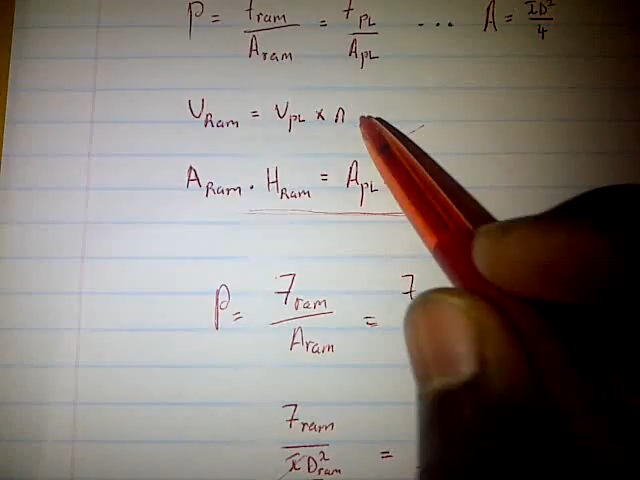 P = F_ram / A_ram = F_PL / A_PL ... A = πD² / 4
V_Ram = V_PL × n
A_Ram . H_Ram = A_PL
P = F_ram / A_ram = F
F_ram / πD²_ram =